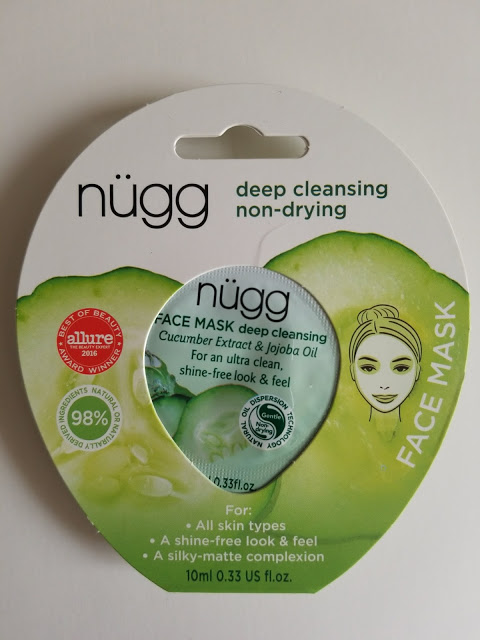 nügg
deep cleansing
non-drying
BEST OF BEAUTY
allure
THE BEAUTY EXPERT
2016
AWARD WINNER
98%
NATURAL OR NATURALLY DERIVED INGREDIENTS
nügg
FACE MASK deep cleansing
Cucumber Extract & Jojoba Oil
For an ultra clean,
shine-free look & feel
NATURAL OIL DISPERSION TECHNOLOGY
Gentle
Non-
drying
0.33fl.oz
FACE MASK
For:
• All skin types
• A shine-free look & feel
• A silky-matte complexion
10ml 0.33 US fl.oz.